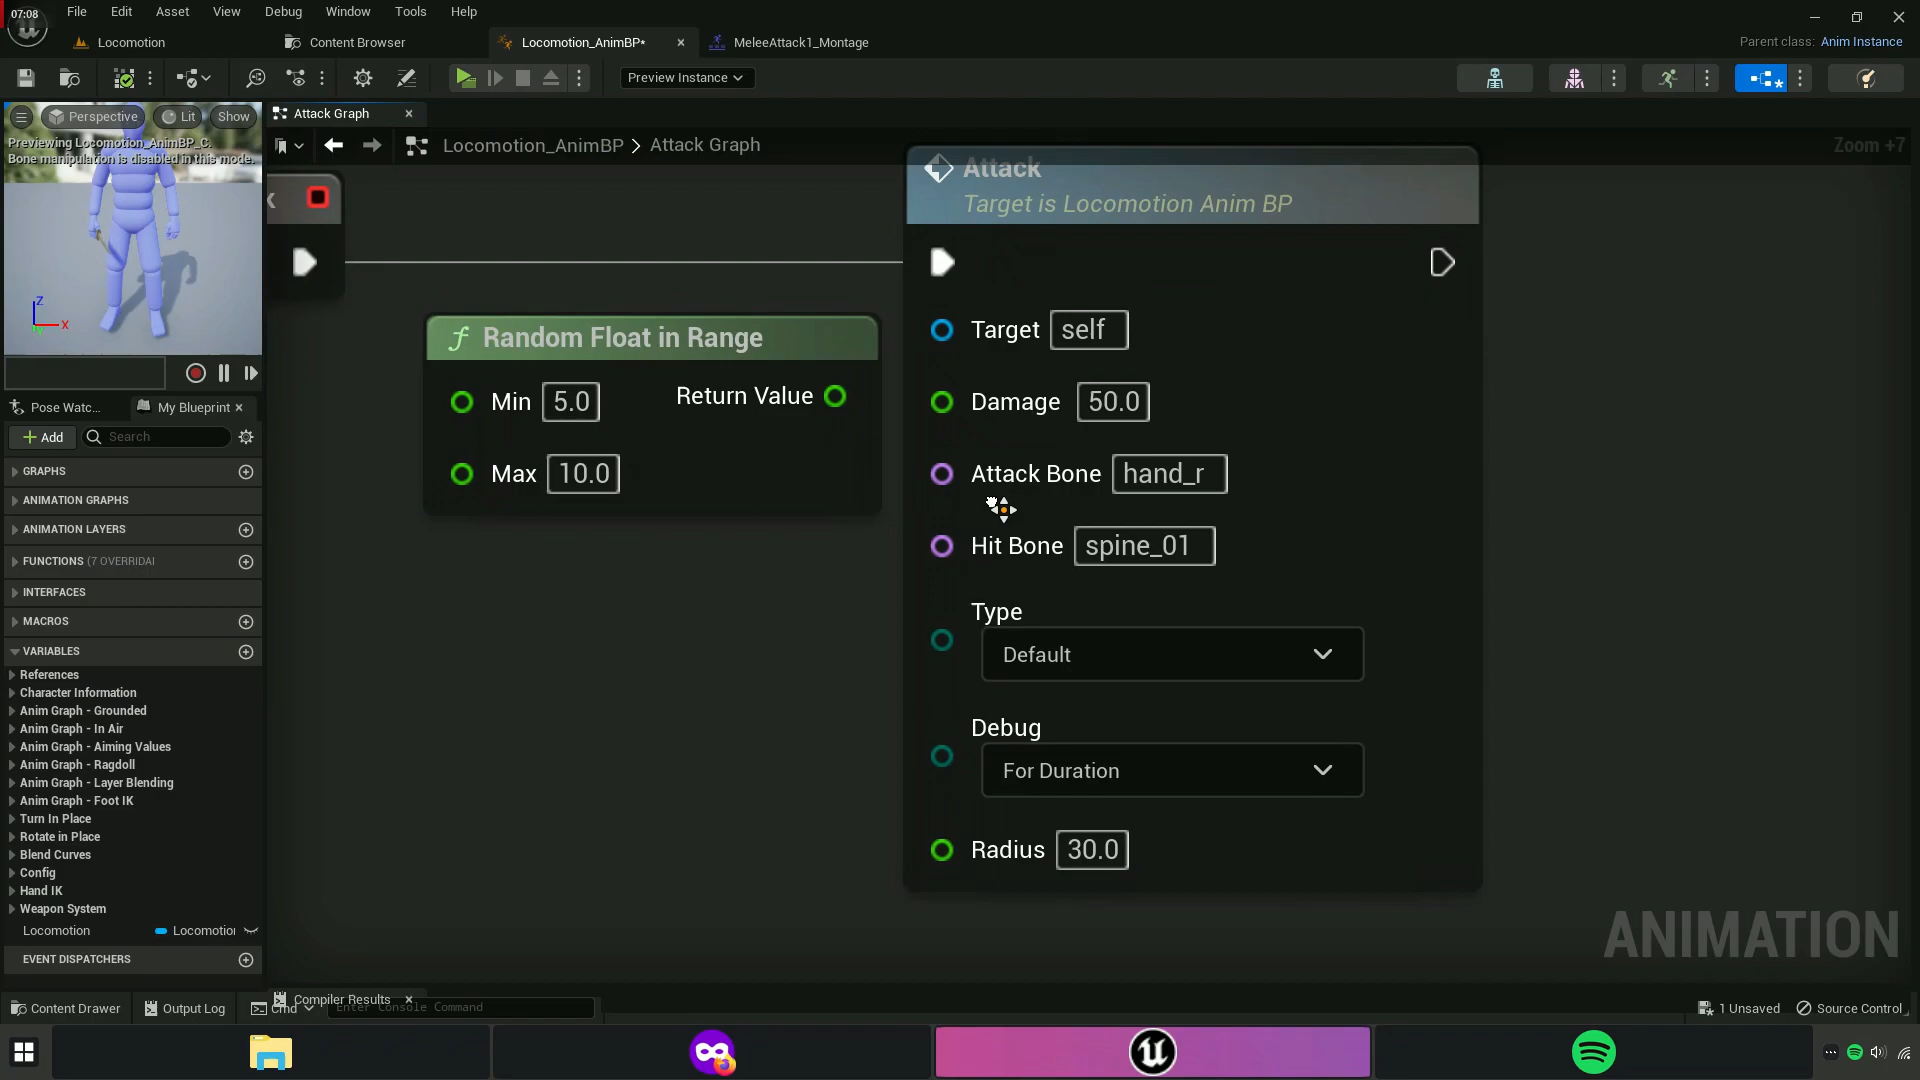 07:08
File Edit Asset View Debug Window Tools Help
Locomotion
Content Browser
Locomotion_AnimBP*
MeleeAttack1_Montage
Parent class: Anim Instance
Preview Instance
Perspective
Lit
Show
Previewing Locomotion_AnimBP_C.
Bone manipulation is disabled in this mode.
Z
X
Attack Graph
Locomotion_AnimBP > Attack Graph
Zoom +7
Pose Watc...
My Blueprint
+ Add
Search
GRAPHS
ANIMATION GRAPHS
ANIMATION LAYERS
FUNCTIONS (7 OVERRIDAI
INTERFACES
MACROS
VARIABLES
References
Character Information
Anim Graph - Grounded
Anim Graph - In Air
Anim Graph - Aiming Values
Anim Graph - Ragdoll
Anim Graph - Layer Blending
Anim Graph - Foot IK
Turn In Place
Rotate in Place
Blend Curves
Config
Hand IK
Weapon System
Locomotion Locomotior
EVENT DISPATCHERS
f Random Float in Range
Min 5.0
Return Value
Max 10.0
Attack
Target is Locomotion Anim BP
Target self
Damage 50.0
Attack Bone hand_r
Hit Bone spine_01
Type
Default
Debug
For Duration
Radius 30.0
ANIMATION
Compiler Results
Content Drawer
Output Log
Cmd
Enter Console Command
1 Unsaved
Source Control